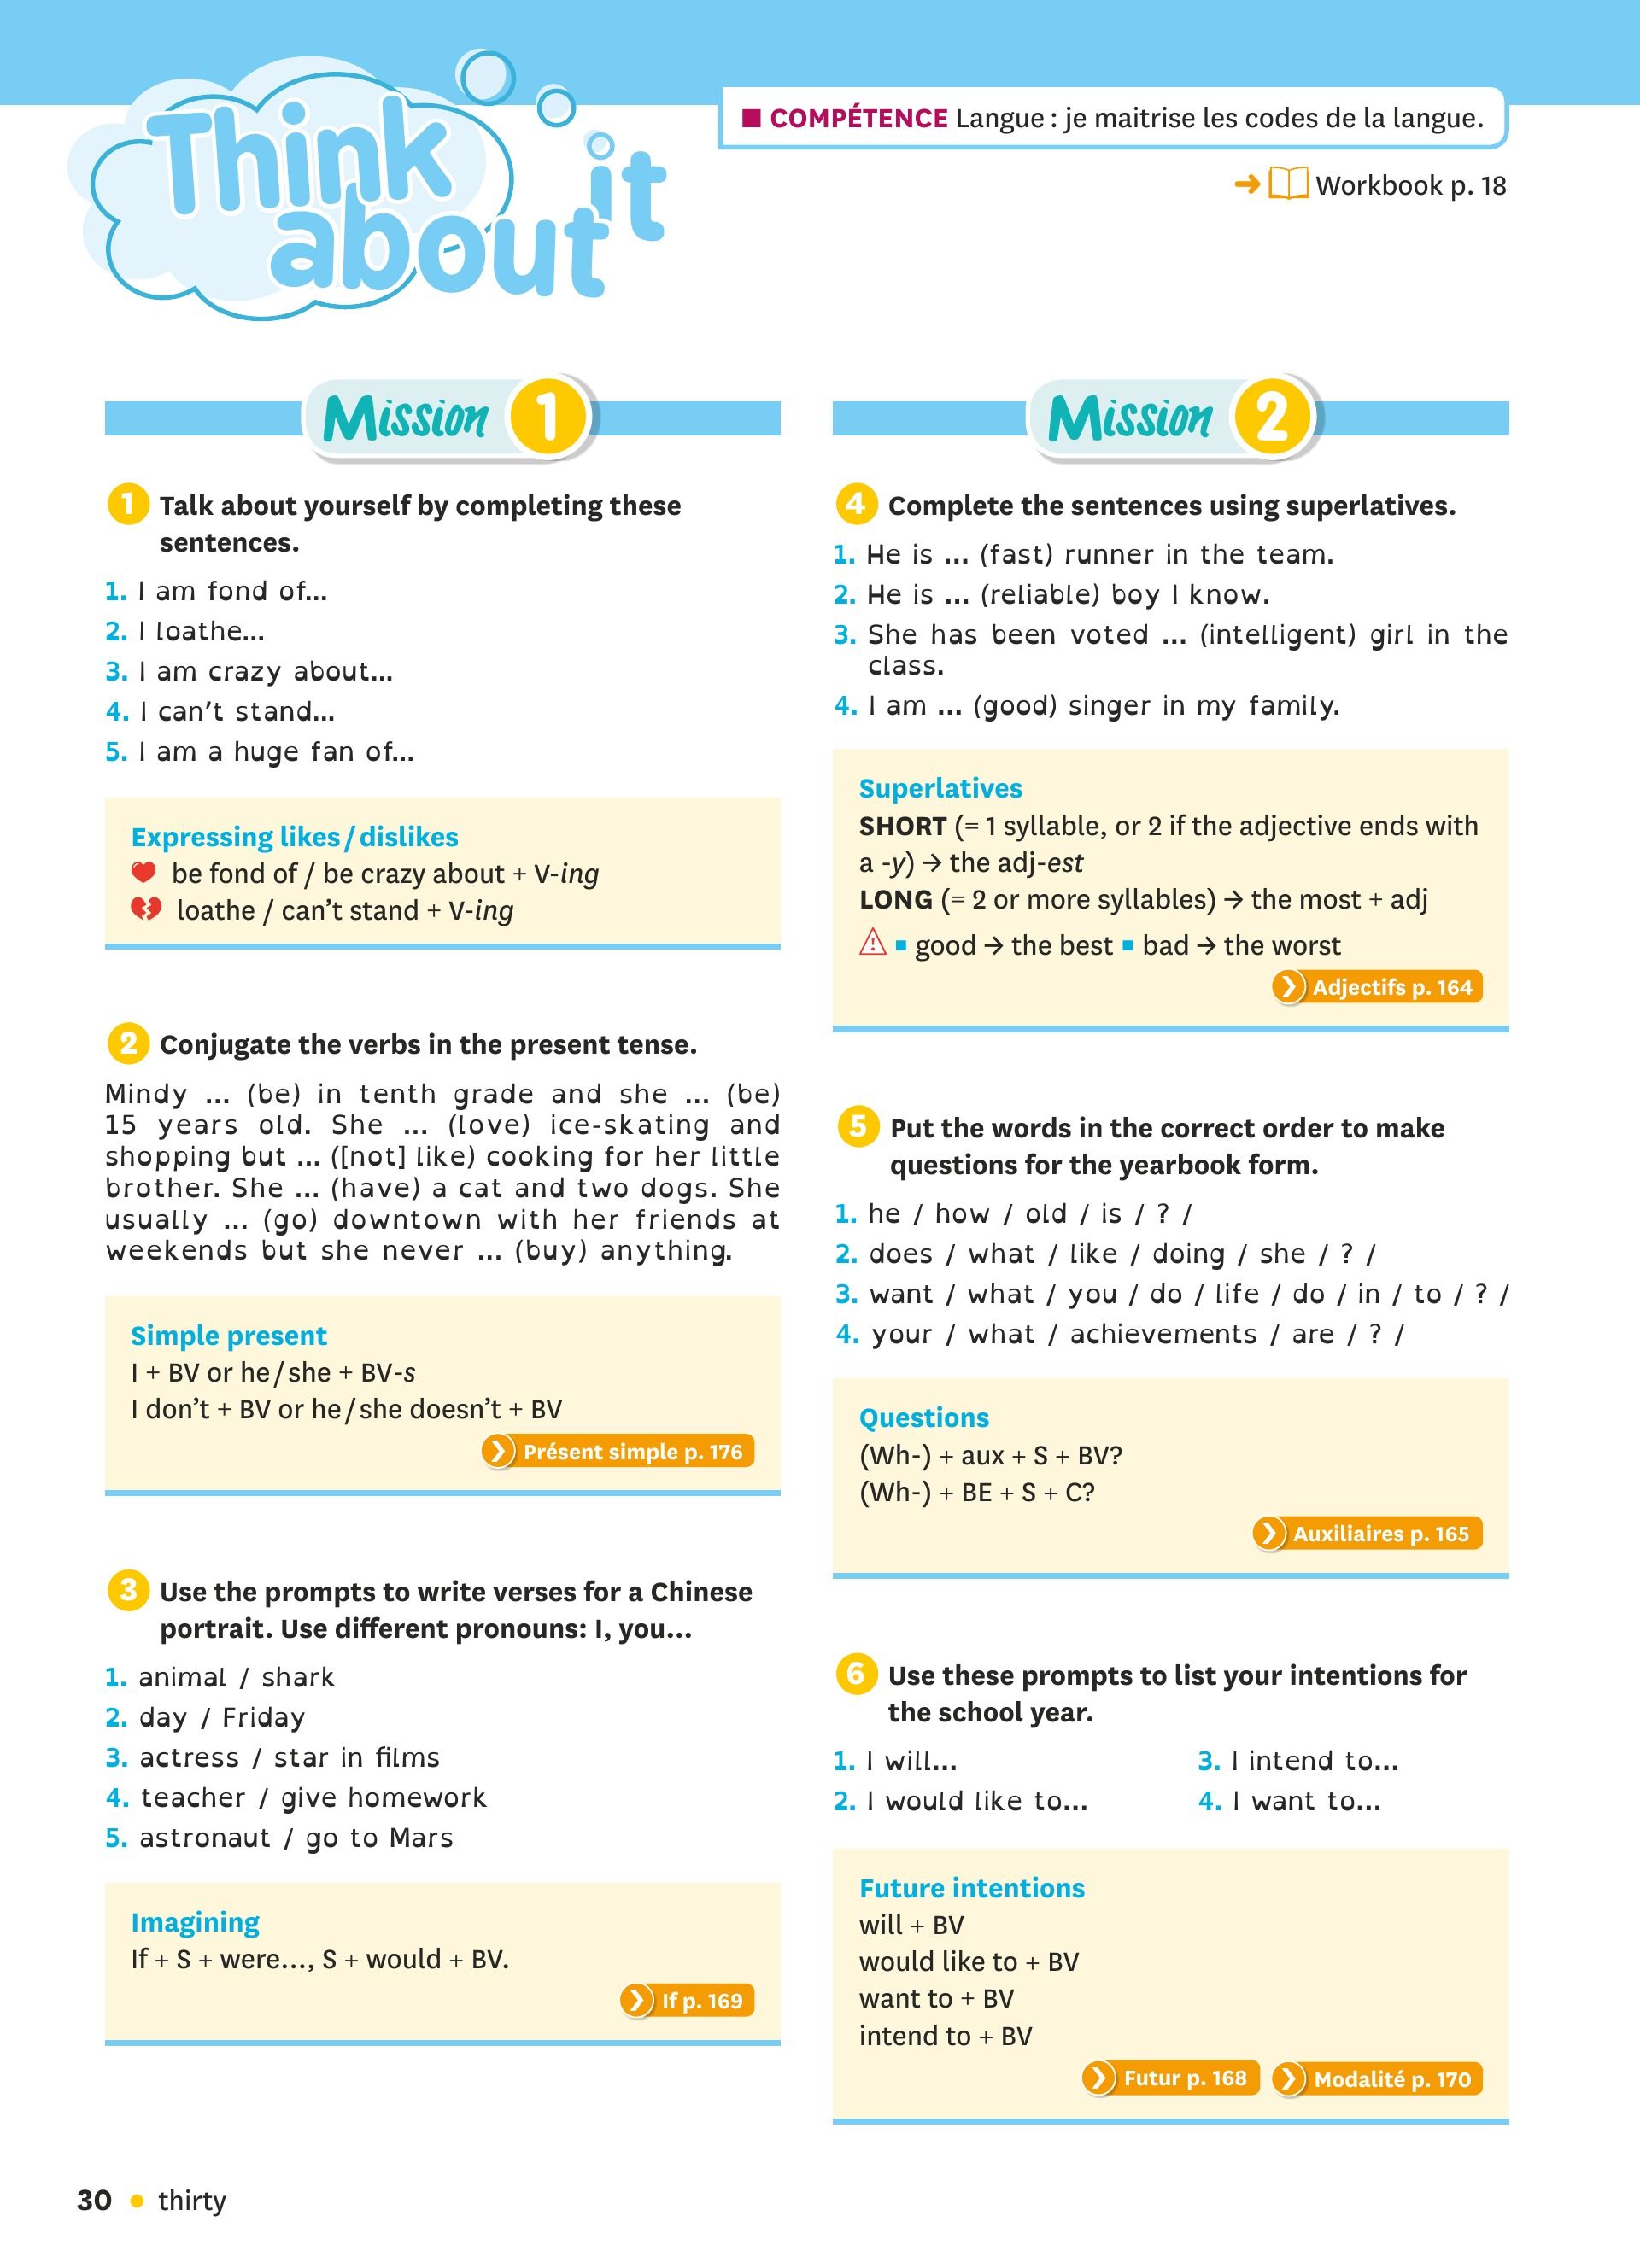 Think
about it
■ COMPÉTENCE Langue : je maitrise les codes de la langue.
➜ Workbook p. 18
Mission 1
1 Talk about yourself by completing these
sentences.
1. I am fond of...
2. I loathe...
3. I am crazy about...
4. I can't stand...
5. I am a huge fan of...
Expressing likes / dislikes
be fond of / be crazy about + V-ing
loathe / can't stand + V-ing
2 Conjugate the verbs in the present tense.
Mindy ... (be) in tenth grade and she ... (be)
15 years old. She ... (love) ice-skating and
shopping but ... ([not] like) cooking for her little
brother. She ... (have) a cat and two dogs. She
usually ... (go) downtown with her friends at
weekends but she never ... (buy) anything.
Simple present
I + BV or he / she + BV-s
I don't + BV or he / she doesn't + BV
Présent simple p. 176
3 Use the prompts to write verses for a Chinese
portrait. Use different pronouns: I, you...
1. animal / shark
2. day / Friday
3. actress / star in films
4. teacher / give homework
5. astronaut / go to Mars
Imagining
If + S + were..., S + would + BV.
If p. 169
Mission 2
4 Complete the sentences using superlatives.
1. He is ... (fast) runner in the team.
2. He is ... (reliable) boy I know.
3. She has been voted ... (intelligent) girl in the
class.
4. I am ... (good) singer in my family.
Superlatives
SHORT (= 1 syllable, or 2 if the adjective ends with
a -y) → the adj-est
LONG (= 2 or more syllables) → the most + adj
⚠ ■ good → the best ■ bad → the worst
Adjectifs p. 164
5 Put the words in the correct order to make
questions for the yearbook form.
1. he / how / old / is / ? /
2. does / what / like / doing / she / ? /
3. want / what / you / do / life / do / in / to / ? /
4. your / what / achievements / are / ? /
Questions
(Wh-) + aux + S + BV?
(Wh-) + BE + S + C?
Auxiliaires p. 165
6 Use these prompts to list your intentions for
the school year.
1. I will...
2. I would like to...
3. I intend to...
4. I want to...
Future intentions
will + BV
would like to + BV
want to + BV
intend to + BV
Futur p. 168
Modalité p. 170
30 • thirty